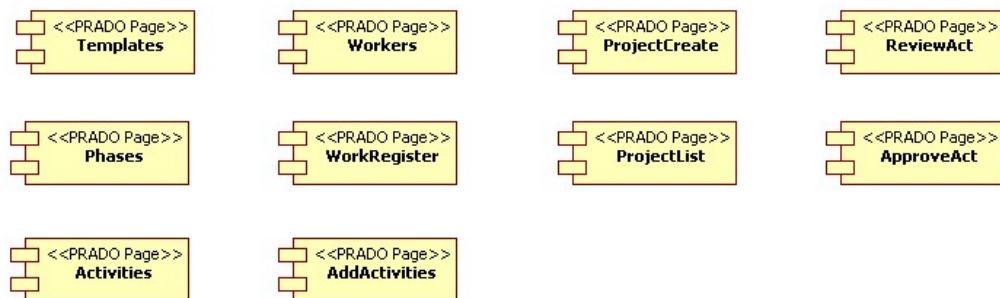 <<PRADO Page>>
Templates
<<PRADO Page>>
Workers
<<PRADO Page>>
ProjectCreate
<<PRADO Page>>
ReviewAct
<<PRADO Page>>
Phases
<<PRADO Page>>
WorkRegister
<<PRADO Page>>
ProjectList
<<PRADO Page>>
ApproveAct
<<PRADO Page>>
Activities
<<PRADO Page>>
AddActivities